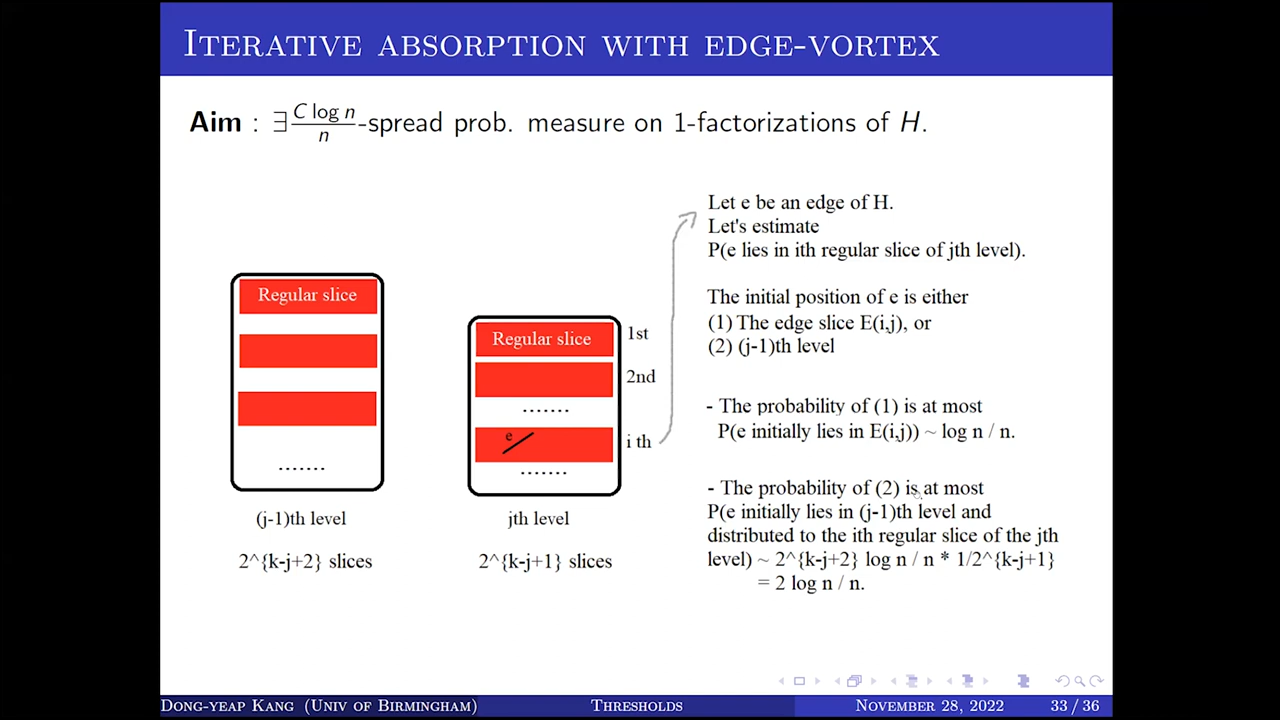 Iterative absorption with edge-vortex
Aim : ∃ C log n / n -spread prob. measure on 1-factorizations of H.
Let e be an edge of H.
Let's estimate
P(e lies in ith regular slice of jth level).
The initial position of e is either
(1) The edge slice E(i,j), or
(2) (j-1)th level
- The probability of (1) is at most
P(e initially lies in E(i,j)) ~ log n / n.
- The probability of (2) is at most
P(e initially lies in (j-1)th level and
distributed to the ith regular slice of the jth
level) ~ 2^{k-j+2} log n / n * 1/2^{k-j+1}
= 2 log n / n.
Regular slice
.......
(j-1)th level
2^{k-j+2} slices
Regular slice
1st
2nd
.......
e
i th
.......
jth level
2^{k-j+1} slices
Dong-yeap Kang (Univ of Birmingham)
Thresholds
November 28, 2022
33 / 36